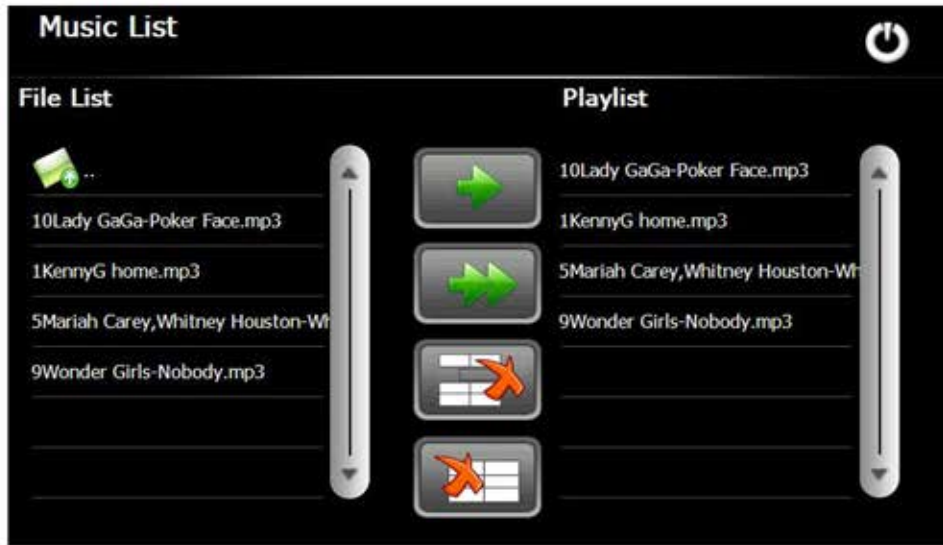 Music List
File List
Playlist
..
10Lady GaGa-Poker Face.mp3
1KennyG home.mp3
5Mariah Carey,Whitney Houston-Wh
9Wonder Girls-Nobody.mp3
10Lady GaGa-Poker Face.mp3
1KennyG home.mp3
5Mariah Carey,Whitney Houston-Wh
9Wonder Girls-Nobody.mp3